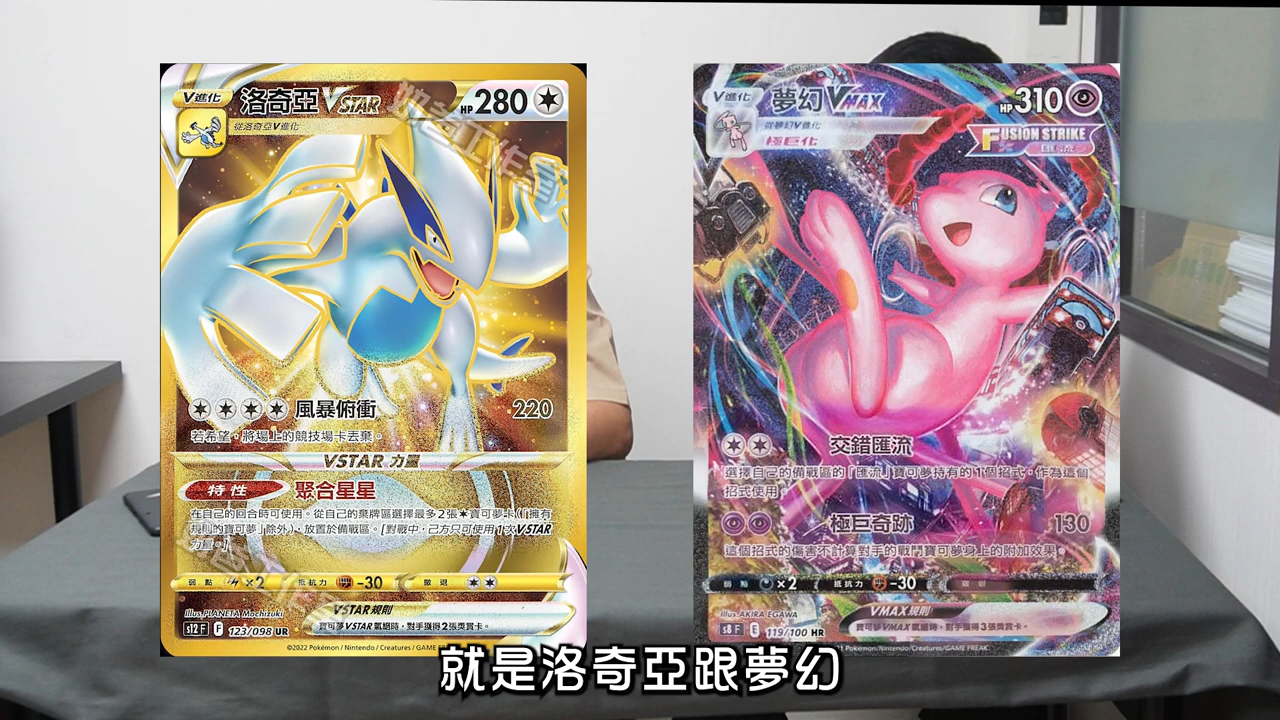 V進化
洛奇亞VSTAR
HP 280
從洛奇亞V進化
風暴俯衝 220
若希望,將場上的競技場卡丟棄。
VSTAR 力量
特性 聚合星星
在自己的回合時可使用。從自己的棄牌區選擇最多2張寶可夢卡(「擁有
規則的寶可夢」除外),放置於備戰區。[對戰中,己方只可使用1次VSTAR
力量。]
弱點 ×2 抵抗力 -30 撤退
Illus. PLANETA Mochizuki
VSTAR規則
寶可夢VSTAR氣絕時,對手獲得2張獎賞卡。
s12 F F 123/098 UR
©2022 Pokémon / Nintendo / Creatures / GAME FREAK
V進化
夢幻VMAX
HP 310
從夢幻V進化
極巨化
FUSION STRIKE
匯流
交錯匯流
選擇自己的備戰區的「匯流」寶可夢持有的1個招式,作為這個
招式使用。
極巨奇跡 130
這個招式的傷害不計算對手的戰鬥寶可夢身上的附加效果。
弱點 ×2 抵抗力 -30 撤退
Illus. AKIRA EGAWA
VMAX規則
寶可夢VMAX氣絕時,對手獲得3張獎賞卡。
s8 F E 119/100 HR
Pokémon / Nintendo / Creatures / GAME FREAK
就是洛奇亞跟夢幻